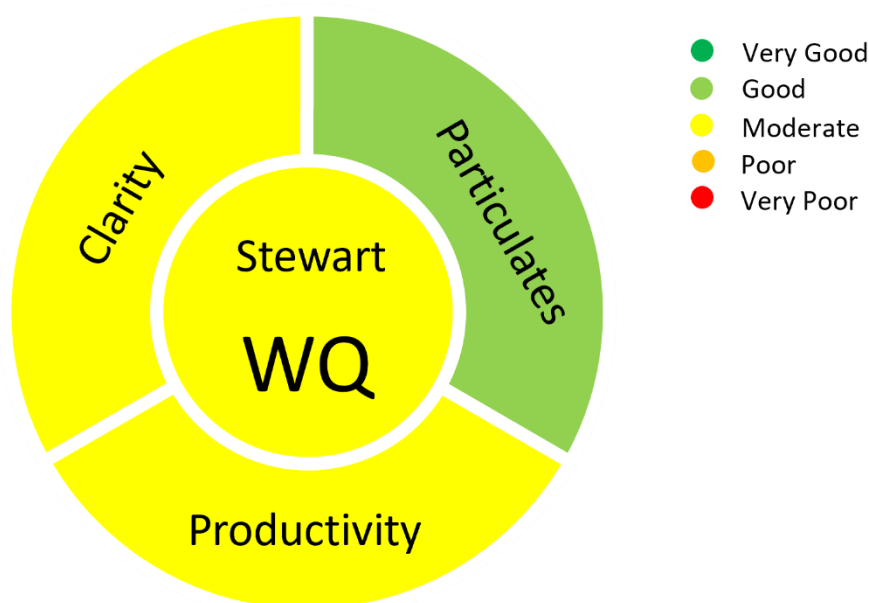 Clarity
Particulates
Stewart
WQ
Productivity
Very Good
Good
Moderate
Poor
Very Poor